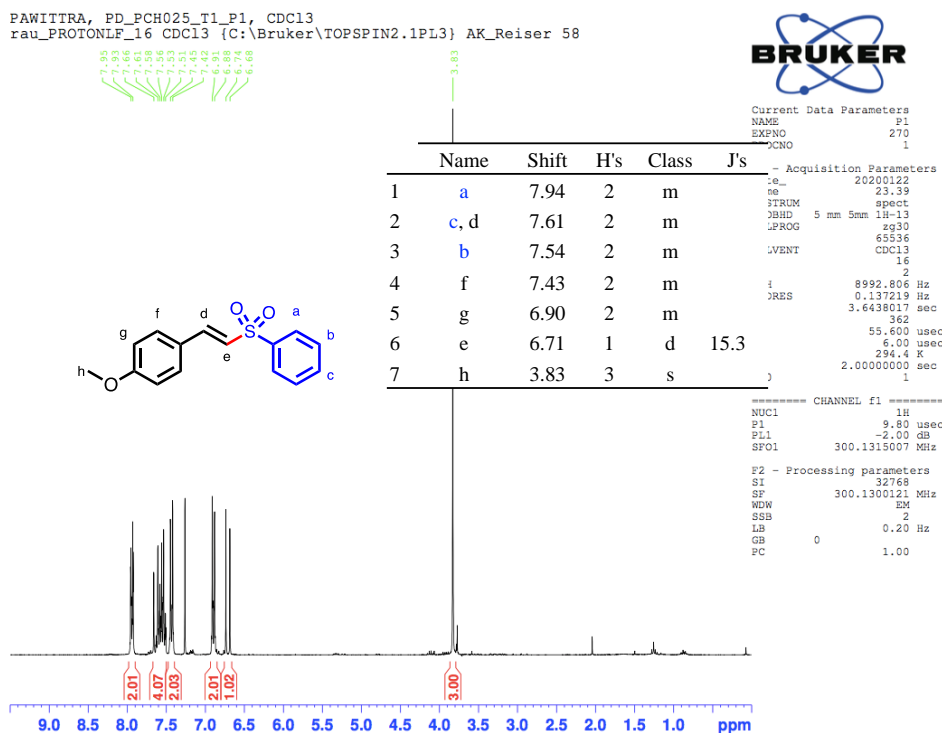 PAWITTRA, PD_PCH025_T1_P1, CDCl3
rau_PROTONLF_16 CDCl3 {C:\Bruker\TOPSPIN2.1PL3} AK_Reiser 58
7.95
7.93
7.66
7.61
7.58
7.56
7.53
7.51
7.45
7.42
6.91
6.88
6.74
6.68
3.83
BRUKER
Current Data Parameters
NAME P1
EXPNO 270
1
- Acquisition Parameters
20200122
23.39
spect
5 mm 5mm 1H-13
zg30
65536
CDCl3
16
2
8992.806 Hz
0.137219 Hz
3.6438017 sec
362
55.600 usec
6.00 usec
294.4 K
2.00000000 sec
1
======== CHANNEL f1 =========
NUC1 1H
P1 9.80 usec
PL1 -2.00 dB
SFO1 300.1315007 MHz
F2 - Processing parameters
SI 32768
SF 300.1300121 MHz
WDW EM
SSB 2
LB 0.20 Hz
GB 0
PC 1.00
Name Shift H's Class J's
1 a 7.94 2 m
2 c, d 7.61 2 m
3 b 7.54 2 m
4 f 7.43 2 m
5 g 6.90 2 m
6 e 6.71 1 d 15.3
7 h 3.83 3 s
O O a
f d
g S b
e
h c
O
2.01 4.07 2.03 2.01 1.02 3.00
9.0 8.5 8.0 7.5 7.0 6.5 6.0 5.5 5.0 4.5 4.0 3.5 3.0 2.5 2.0 1.5 1.0 ppm